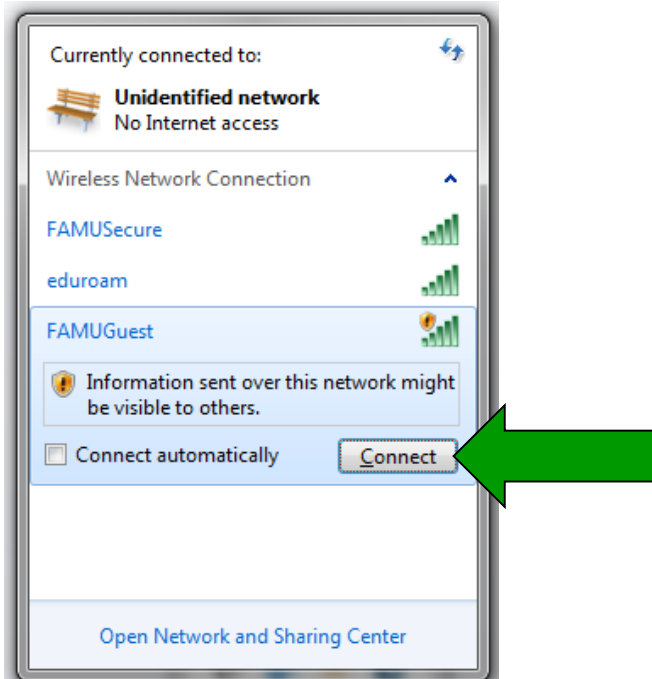 Currently connected to:
Unidentified network
No Internet access
Wireless Network Connection
FAMUSecure
eduroam
FAMUGuest
Information sent over this network might
be visible to others.
Connect automatically
Connect
Open Network and Sharing Center